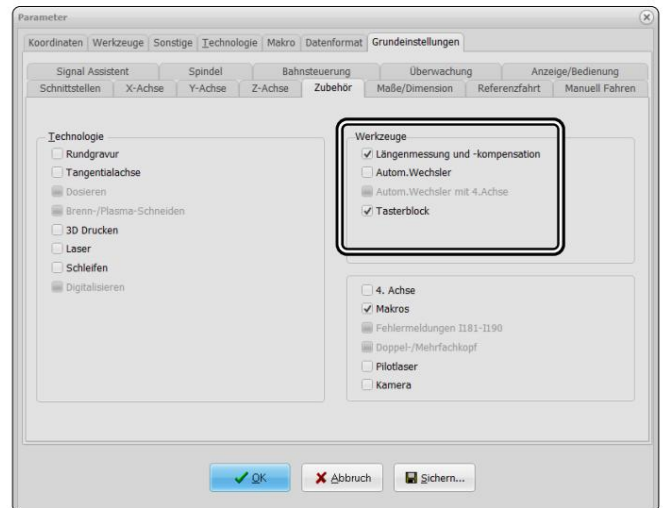 Parameter
Koordinaten Werkzeuge Sonstige Technologie Makro Datenformat Grundeinstellungen
Signal Assistent Spindel Bahnsteuerung Überwachung Anzeige/Bedienung
Schnittstellen X-Achse Y-Achse Z-Achse Zubehör Maße/Dimension Referenzfahrt Manuell Fahren
Technologie
Rundgravur
Tangentialachse
Dosieren
Brenn-/Plasma-Schneiden
3D Drucken
Laser
Schleifen
Digitalisieren
Werkzeuge
Längenmessung und -kompensation
Autom.Wechsler
Autom.Wechsler mit 4.Achse
Tasterblock
4. Achse
Makros
Fehlermeldungen I181-I190
Doppel-/Mehrfachkopf
Pilotlaser
Kamera
OK Abbruch Sichern...